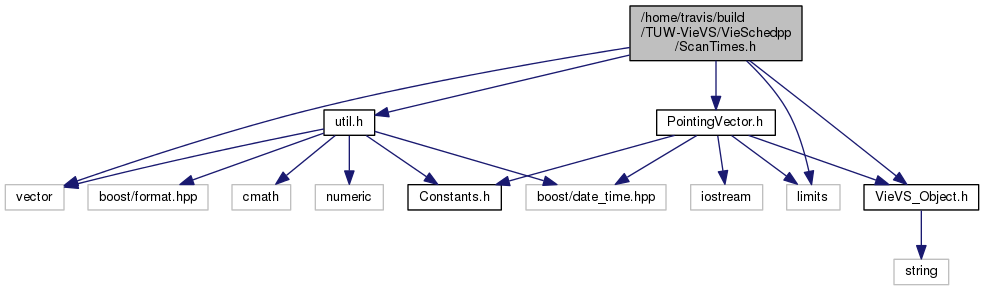 /home/travis/build
/TUW-VieVS/VieSchedpp
/ScanTimes.h
util.h
PointingVector.h
vector
boost/format.hpp
cmath
numeric
Constants.h
boost/date_time.hpp
iostream
limits
VieVS_Object.h
string